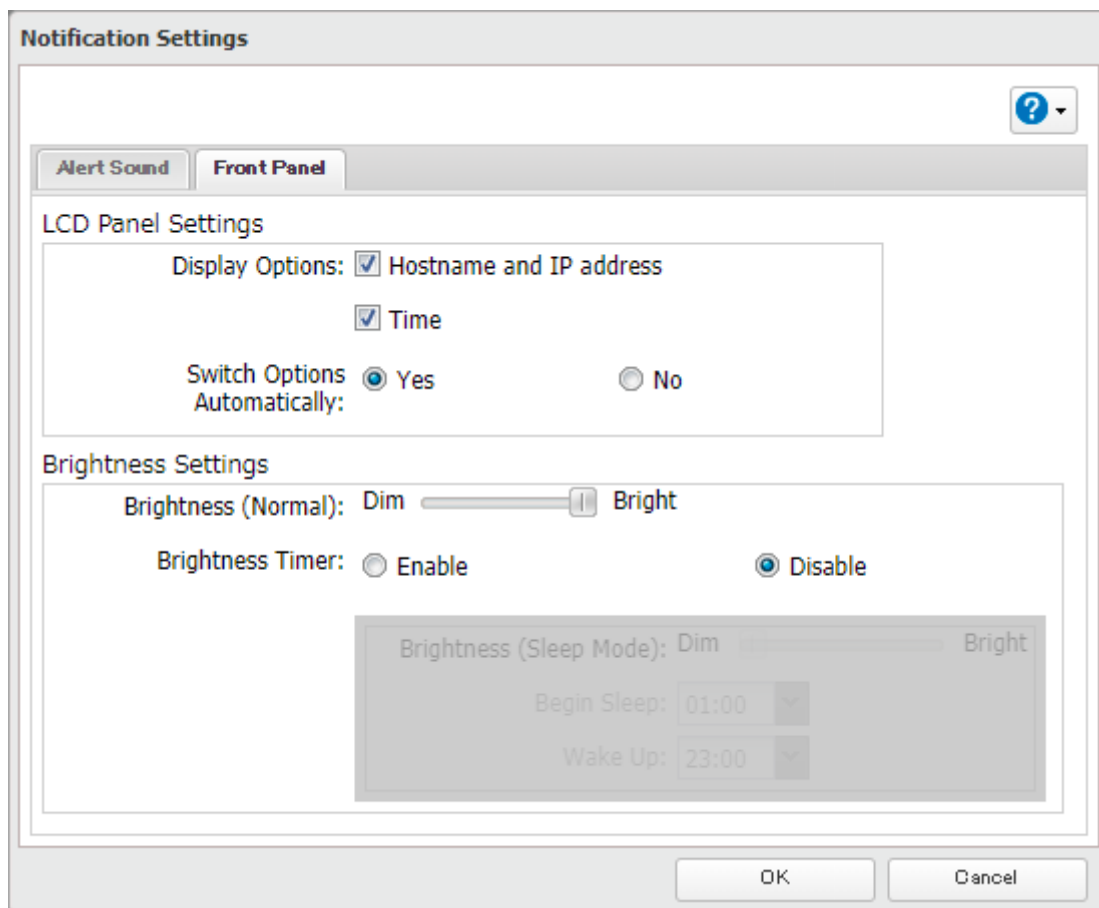 Notification Settings
?
Alert Sound Front Panel
LCD Panel Settings
Display Options: Hostname and IP address
Time
Switch Options Automatically: Yes No
Brightness Settings
Brightness (Normal): Dim Bright
Brightness Timer: Enable Disable
Brightness (Sleep Mode): Dim Bright
Begin Sleep: 01:00
Wake Up: 23:00
OK Cancel